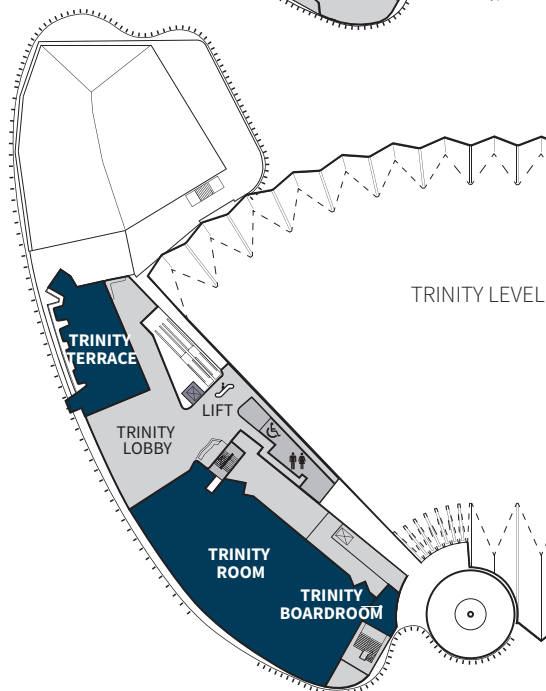 TRINITY LEVEL
TRINITY
TERRACE
LIFT
TRINITY
LOBBY
TRINITY
ROOM
TRINITY
BOARDROOM